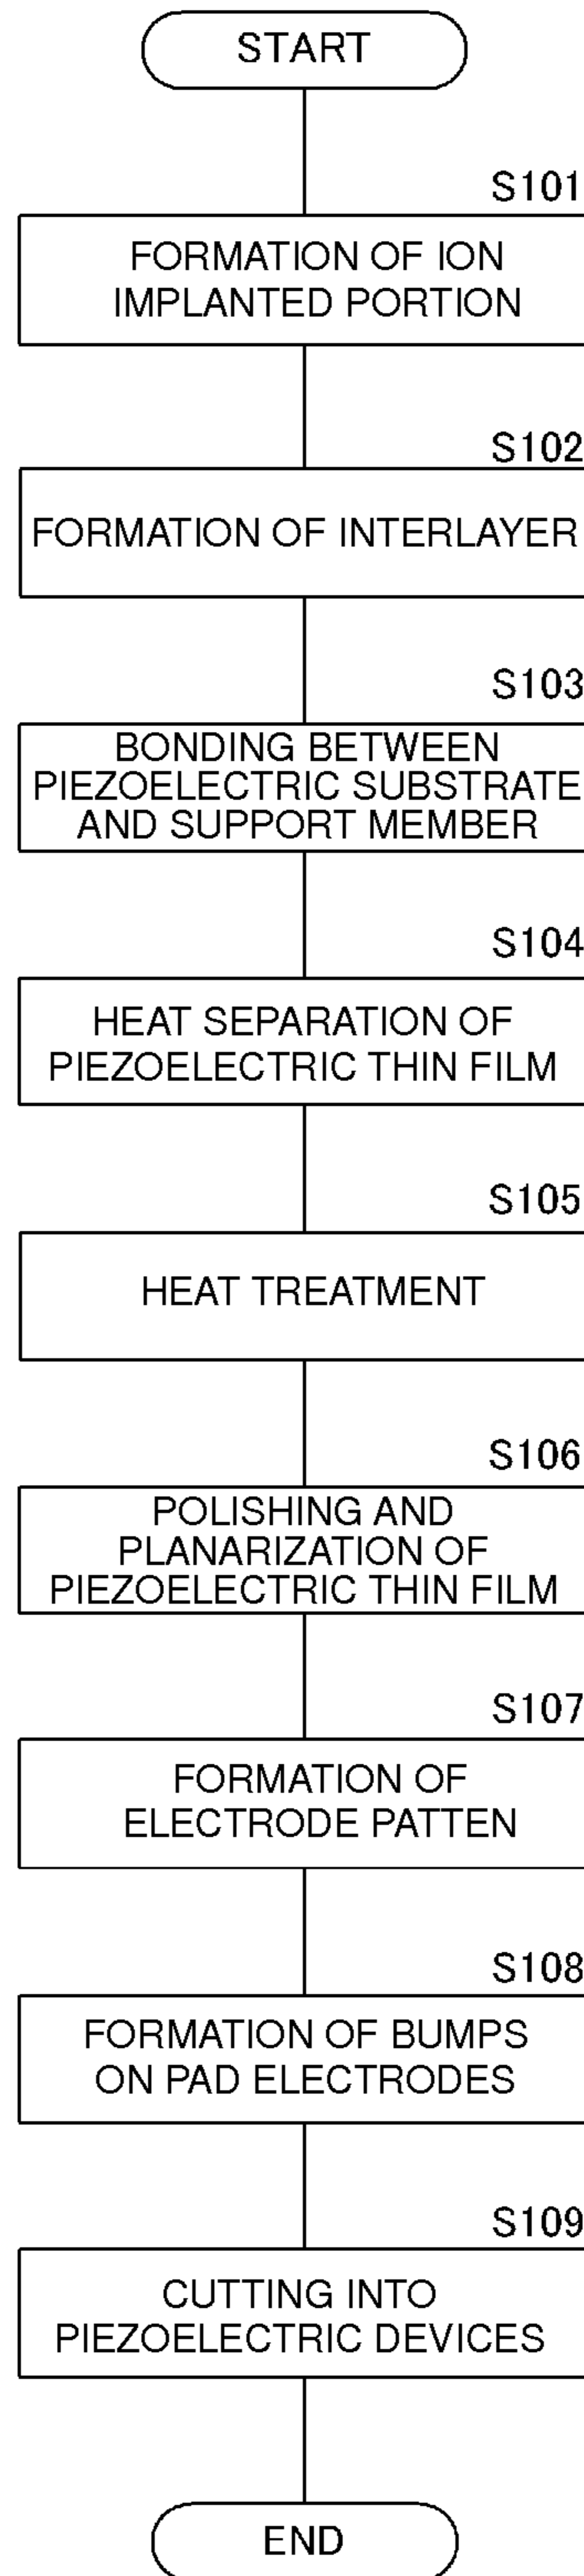 START
S101
FORMATION OF ION
IMPLANTED PORTION
S102
FORMATION OF INTERLAYER
S103
BONDING BETWEEN
PIEZOELECTRIC SUBSTRATE
AND SUPPORT MEMBER
S104
HEAT SEPARATION OF
PIEZOELECTRIC THIN FILM
S105
HEAT TREATMENT
S106
POLISHING AND
PLANARIZATION OF
PIEZOELECTRIC THIN FILM
S107
FORMATION OF
ELECTRODE PATTEN
S108
FORMATION OF BUMPS
ON PAD ELECTRODES
S109
CUTTING INTO
PIEZOELECTRIC DEVICES
END